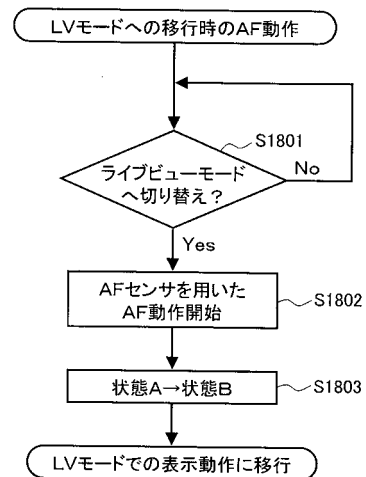 LVモードへの移行時のAF動作
S1801
ライブビューモード
へ切り替え?
No
Yes
AFセンサを用いた
AF動作開始
S1802
状態A→状態B
S1803
LVモードでの表示動作に移行